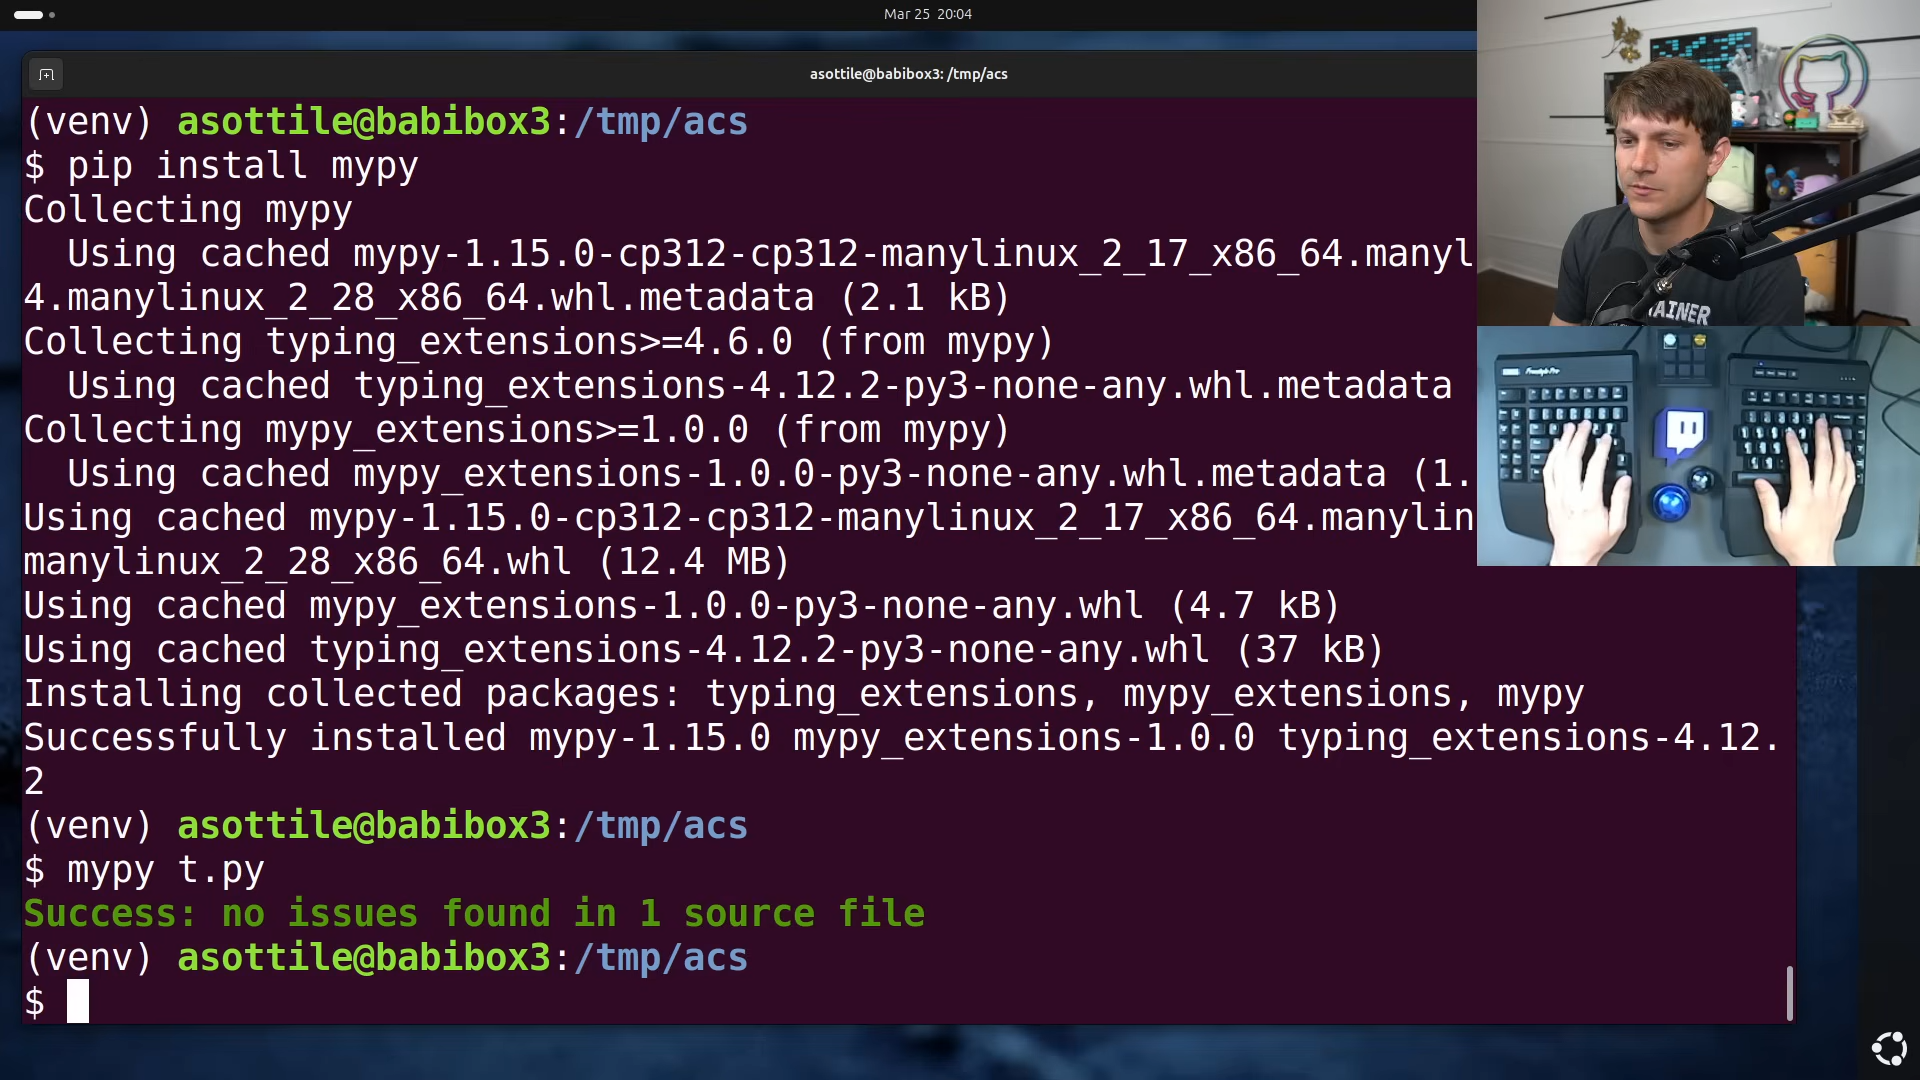 Mar 25 20:04
asottile@babibox3: /tmp/acs
(venv) asottile@babibox3:/tmp/acs
$ pip install mypy
Collecting mypy
  Using cached mypy-1.15.0-cp312-cp312-manylinux_2_17_x86_64.manyl
4.manylinux_2_28_x86_64.whl.metadata (2.1 kB)
Collecting typing_extensions>=4.6.0 (from mypy)
  Using cached typing_extensions-4.12.2-py3-none-any.whl.metadata
Collecting mypy_extensions>=1.0.0 (from mypy)
  Using cached mypy_extensions-1.0.0-py3-none-any.whl.metadata (1.
Using cached mypy-1.15.0-cp312-cp312-manylinux_2_17_x86_64.manylin
manylinux_2_28_x86_64.whl (12.4 MB)
Using cached mypy_extensions-1.0.0-py3-none-any.whl (4.7 kB)
Using cached typing_extensions-4.12.2-py3-none-any.whl (37 kB)
Installing collected packages: typing_extensions, mypy_extensions, mypy
Successfully installed mypy-1.15.0 mypy_extensions-1.0.0 typing_extensions-4.12.
2
(venv) asottile@babibox3:/tmp/acs
$ mypy t.py
Success: no issues found in 1 source file
(venv) asottile@babibox3:/tmp/acs
$
AINER
Freestyle Pro